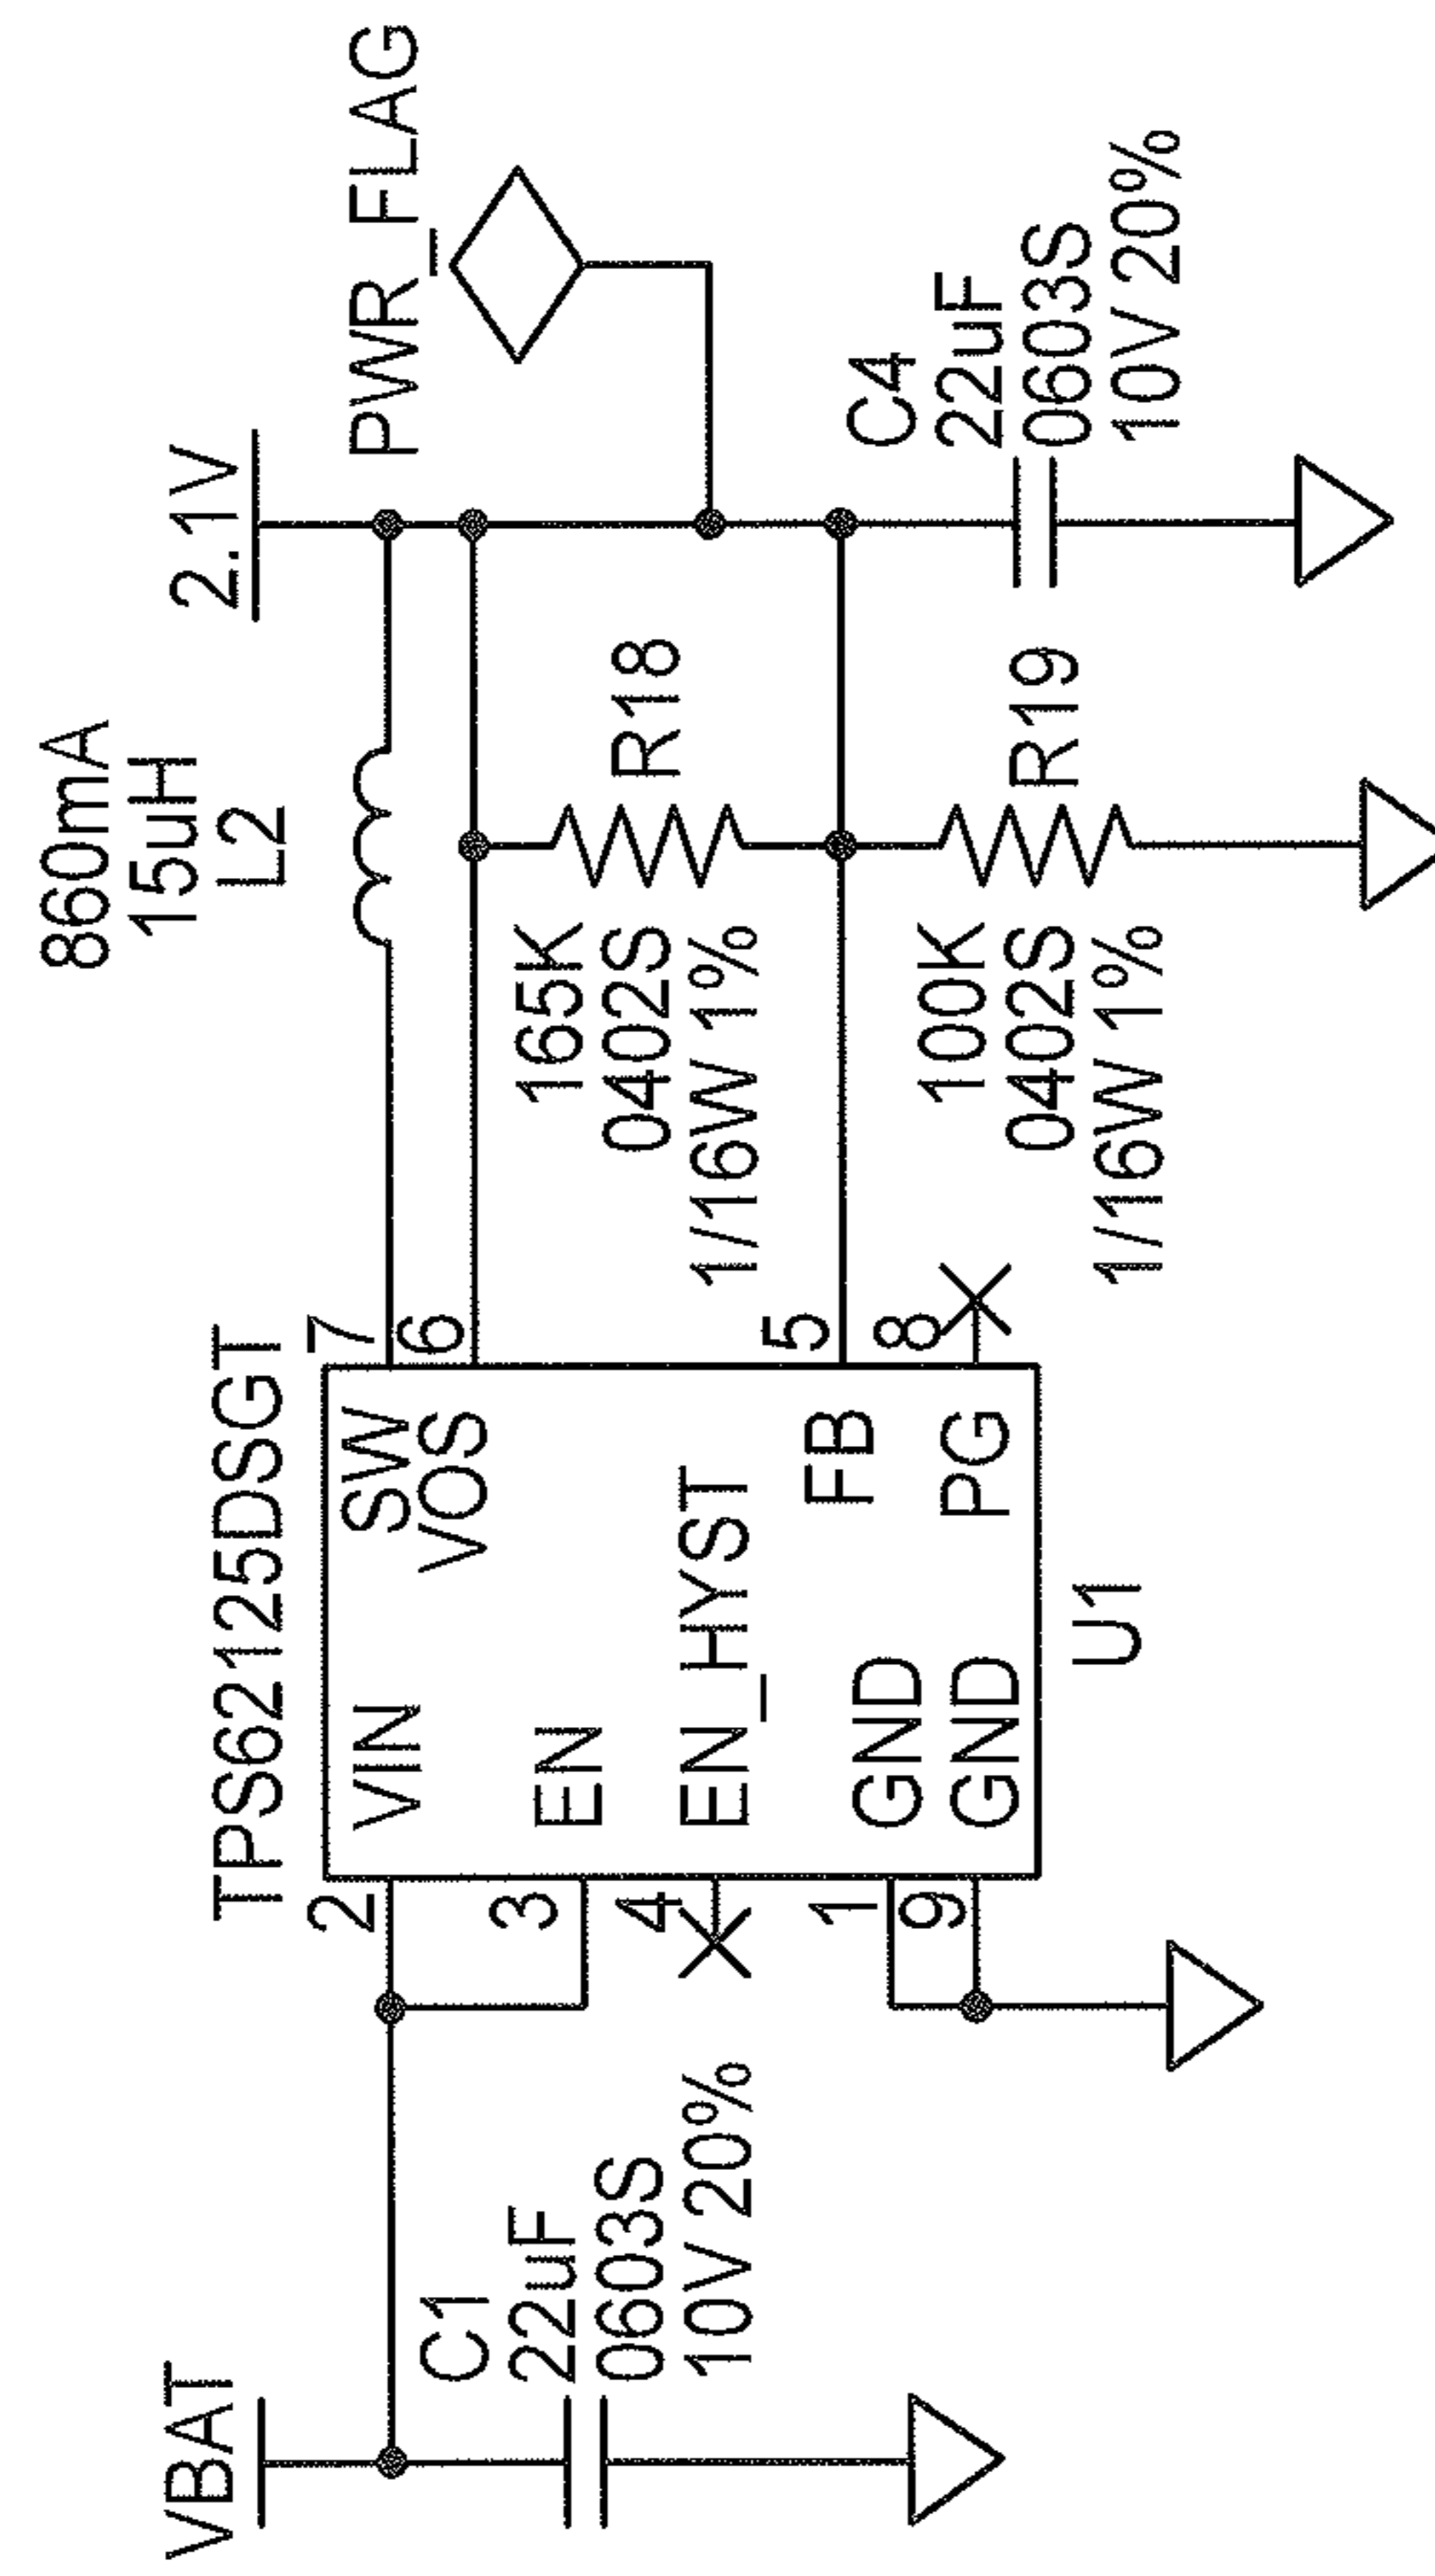 VBAT
C1
22uF
0603S
10V 20%
TPS62125DSGT
2
VIN
3
EN
4
EN_HYST
1
GND
9
GND
SW
7
VOS
6
FB
5
PG
8
U1
860mA
15uH
L2
165K
0402S
1/16W 1%
R18
100K
0402S
1/16W 1%
R19
2.1V
PWR_FLAG
C4
22uF
0603S
10V 20%